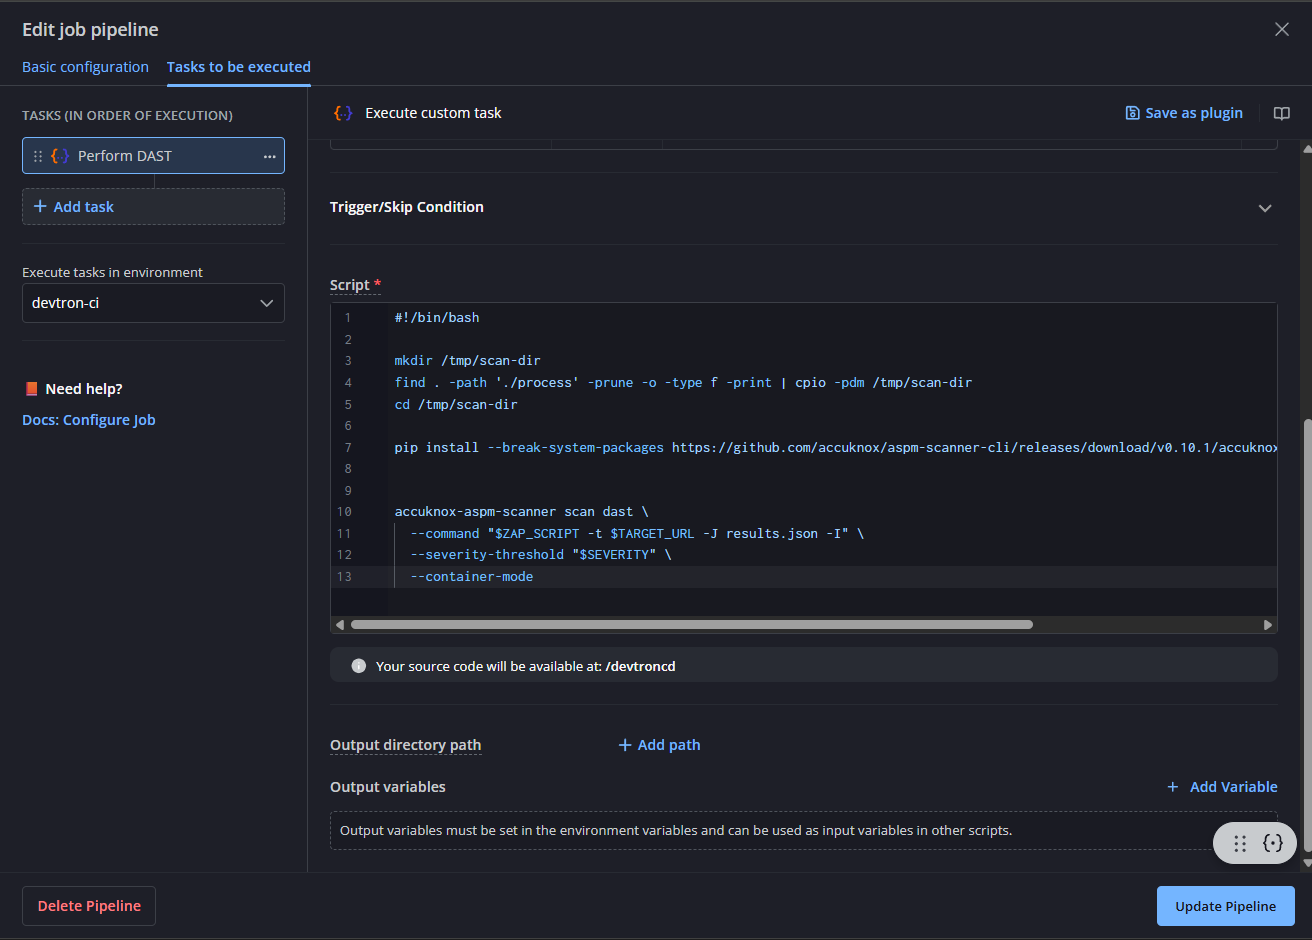 Edit job pipeline
Basic configuration
Tasks to be executed
TASKS (IN ORDER OF EXECUTION)
Perform DAST
Add task
Execute tasks in environment
devtron-ci
Need help?
Docs: Configure Job
Execute custom task
Save as plugin
Trigger/Skip Condition
Script *
1 #!/bin/bash
2
3 mkdir /tmp/scan-dir
4 find . -path './process' -prune -o -type f -print | cpio -pdm /tmp/scan-dir
5 cd /tmp/scan-dir
6
7 pip install --break-system-packages https://github.com/accuknox/aspm-scanner-cli/releases/download/v0.10.1/accuknox
8
9
10 accuknox-aspm-scanner scan dast \
11 --command "$ZAP_SCRIPT -t $TARGET_URL -J results.json -I" \
12 --severity-threshold "$SEVERITY" \
13 --container-mode
Your source code will be available at: /devtroncd
Output directory path
Add path
Output variables
Add Variable
Output variables must be set in the environment variables and can be used as input variables in other scripts.
Delete Pipeline
Update Pipeline